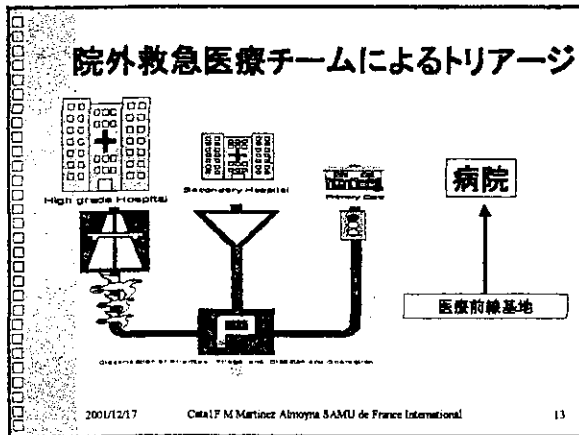 院外救急医療チームによるトリアージ
High grade Hospital
Secondary Hospital
Primary Care
病院
医療前線基地
2001/12/17
Cata1F M Martinez Almoyna SAMU de France International
13